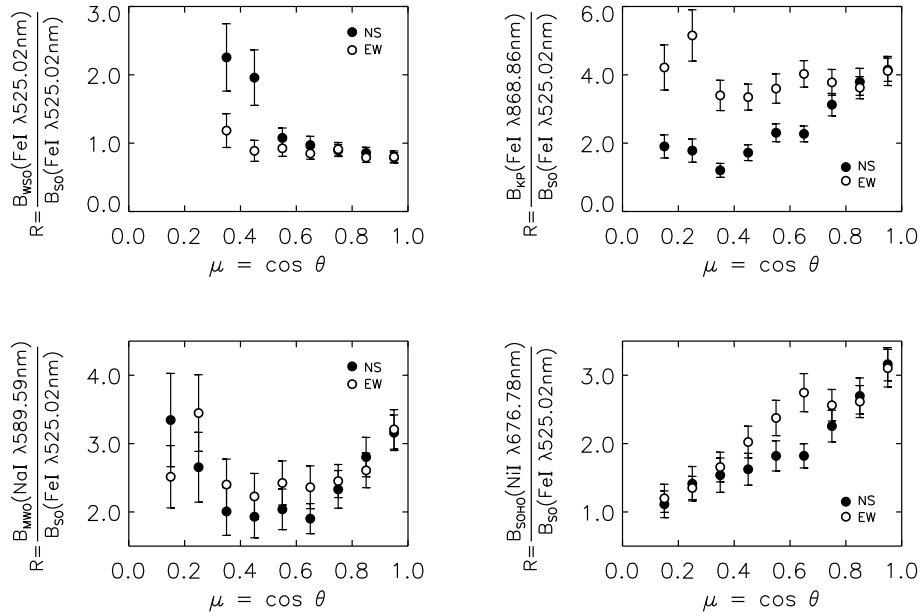 R= B_WSO(FeI λ525.02nm) / B_SO(FeI λ525.02nm)
3.0
2.0
1.0
0.0
NS
EW
0.0 0.2 0.4 0.6 0.8 1.0
μ = cos θ
R= B_KP(FeI λ868.86nm) / B_SO(FeI λ525.02nm)
6.0
4.0
2.0
0.0
NS
EW
0.0 0.2 0.4 0.6 0.8 1.0
μ = cos θ
R= B_MWO(NaI λ589.59nm) / B_SO(FeI λ525.02nm)
4.0
3.0
2.0
NS
EW
0.0 0.2 0.4 0.6 0.8 1.0
μ = cos θ
R= B_SOHO(NiI λ676.78nm) / B_SO(FeI λ525.02nm)
3.0
2.0
1.0
NS
EW
0.0 0.2 0.4 0.6 0.8 1.0
μ = cos θ